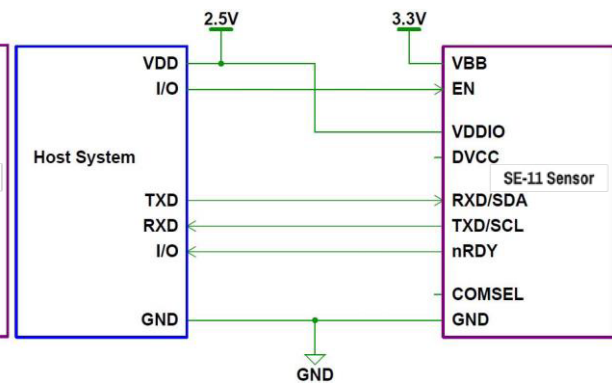 2.5V
3.3V
VDD
VBB
I/O
EN
VDDIO
Host System
DVCC
SE-11 Sensor
TXD
RXD/SDA
RXD
TXD/SCL
I/O
nRDY
COMSEL
GND
GND
GND